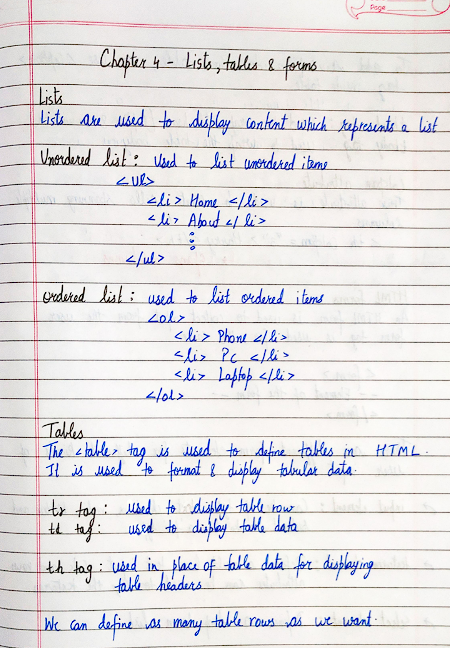 Page
Chapter 4 - Lists, tables & forms
Lists
Lists are used to display content which represents a list
Unordered list : Used to list unordered items
<UL>
<li> Home </li>
<li> About </li>
</ul>
ordered list : used to list ordered items
<ol>
<li> Phone </li>
<li> Pc </li>
<li> Laptop </li>
</ol>
Tables
The <table> tag is used to define tables in HTML.
It is used to format & display tabular data.
tr tag : used to display table row
td tag : used to display table data
th tag : used in place of table data for displaying
table headers
We can define as many table rows as we want.